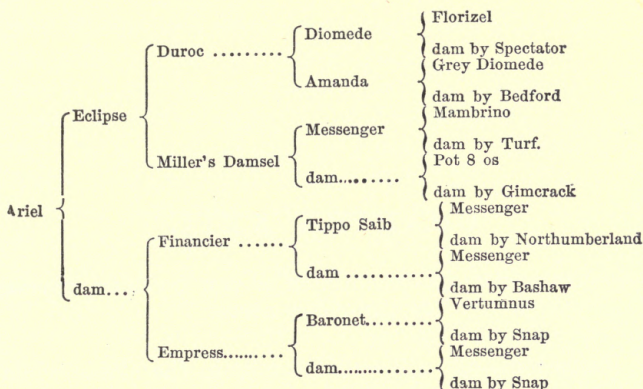 Florizel
Diomede
Duroc ..........
dam by Spectator
Grey Diomede
Amanda
Eclipse
dam by Bedford
Mambrino
Messenger
Miller's Damsel
dam by Turf.
Pot 8 os
dam..........
dam by Gimcrack
Ariel
Messenger
Tippo Saib
Financier ......
dam by Northumberland
Messenger
dam ..........
dam....
dam by Bashaw
Vertumnus
Baronet........
Empress........
dam by Snap
Messenger
dam............
dam by Snap